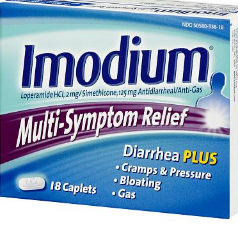 Imodium®
Loperamide HCL 2 mg/Simethicone, 125 mg Antidiarrheal/Anti-Gas
Multi-Symptom Relief
Diarrhea PLUS
• Cramps & Pressure
• Bloating
• Gas
18 Caplets